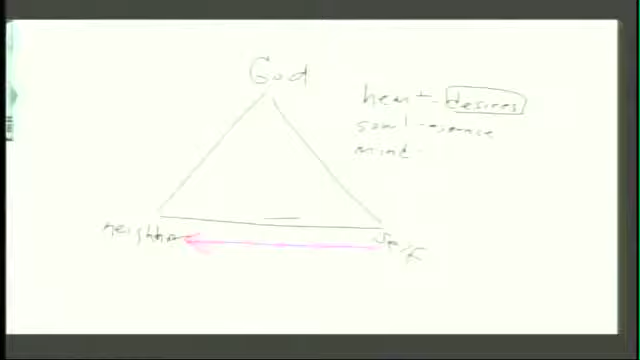 God
heart - desires
soul - essence
mind -
neighbor
Self